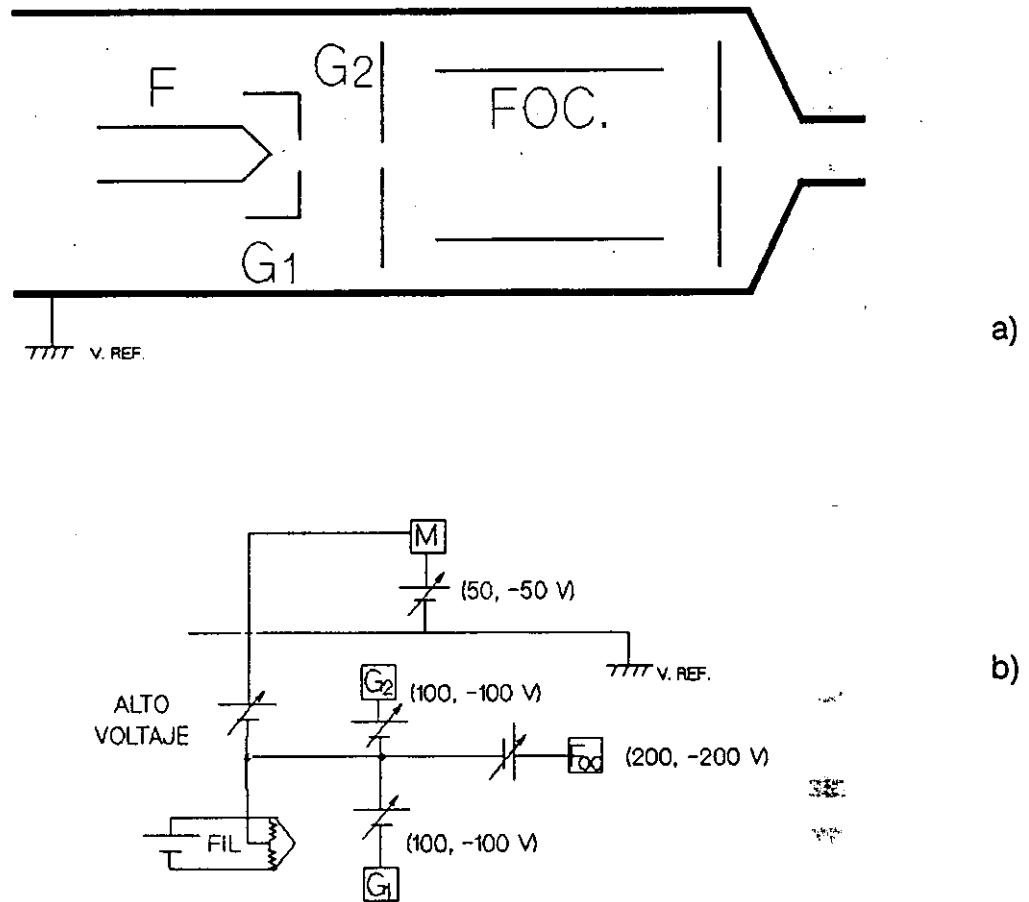 F
G2
FOC.
G1
V. REF.
a)
M
(50, -50 V)
V. REF.
b)
G2
(100, -100 V)
ALTO
VOLTAJE
Foc
(200, -200 V)
FIL
(100, -100 V)
G1